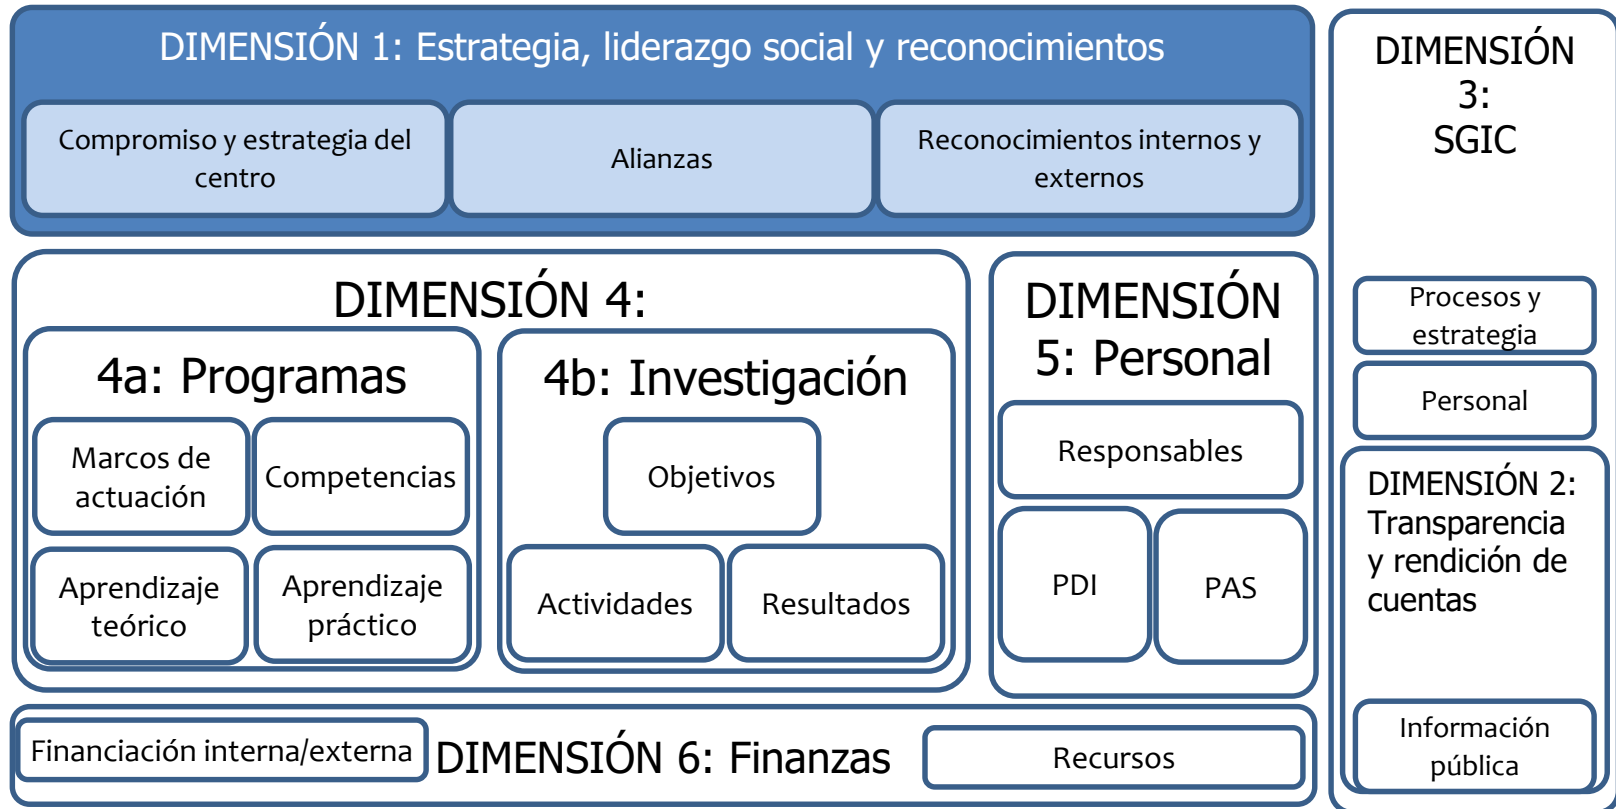 DIMENSIÓN 1: Estrategia, liderazgo social y reconocimientos
Compromiso y estrategia del
centro
Alianzas
Reconocimientos internos y
externos
DIMENSIÓN 4:
4a: Programas
Marcos de
actuación
Competencias
Aprendizaje
teórico
Aprendizaje
práctico
4b: Investigación
Objetivos
Actividades
Resultados
DIMENSIÓN
5: Personal
Responsables
PDI
PAS
DIMENSIÓN
3:
SGIC
Procesos y
estrategia
Personal
DIMENSIÓN 2:
Transparencia
y rendición de
cuentas
Información
pública
Financiación interna/externa
DIMENSIÓN 6: Finanzas
Recursos